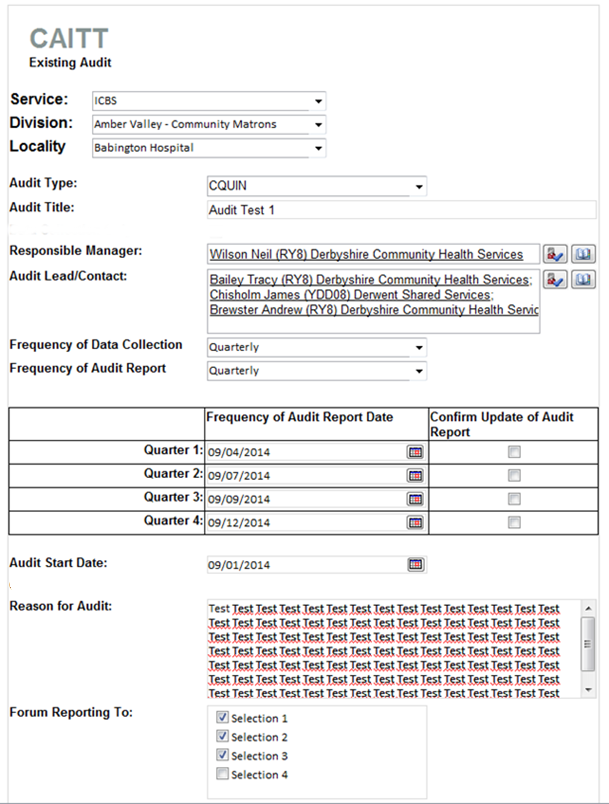 CAITT
Existing Audit
Service: ICBS
Division: Amber Valley - Community Matrons
Locality Babington Hospital
Audit Type: CQUIN
Audit Title: Audit Test 1
Responsible Manager: Wilson Neil (RY8) Derbyshire Community Health Services
Audit Lead/Contact: Bailey Tracy (RY8) Derbyshire Community Health Services;
Chisholm James (YDD08) Derwent Shared Services;
Brewster Andrew (RY8) Derbyshire Community Health Servic
Frequency of Data Collection Quarterly
Frequency of Audit Report Quarterly
Frequency of Audit Report Date Confirm Update of Audit
Report
Quarter 1: 09/04/2014
Quarter 2: 09/07/2014
Quarter 3: 09/09/2014
Quarter 4: 09/12/2014
Audit Start Date: 09/01/2014
Reason for Audit: Test Test Test Test Test Test Test Test Test Test Test Test Test Test Test
Test Test Test Test Test Test Test Test Test Test Test Test Test Test Test
Test Test Test Test Test Test Test Test Test Test Test Test Test Test Test
Test Test Test Test Test Test Test Test Test Test Test Test Test Test Test
Test Test Test Test Test Test Test Test Test Test Test Test Test Test Test
Test Test Test Test Test Test Test Test Test Test Test Test Test Test Test
Test Test Test Test Test Test Test Test Test Test Test Test Test Test Test
Forum Reporting To: Selection 1
Selection 2
Selection 3
Selection 4